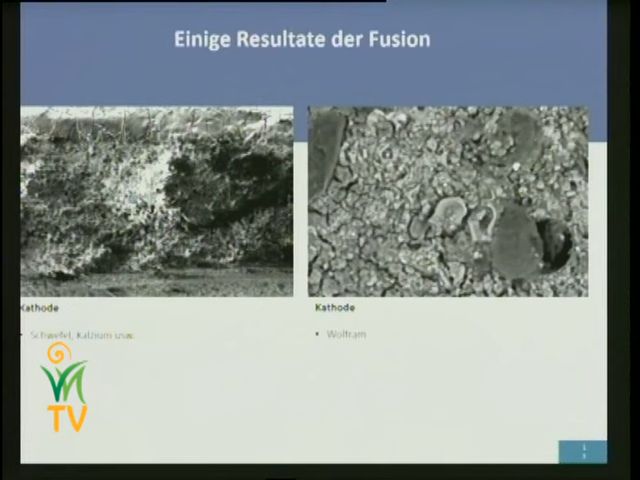 Einige Resultate der Fusion
Kathode
Kathode
• Schwefel, Kalzium usw.
• Wolfram
TV